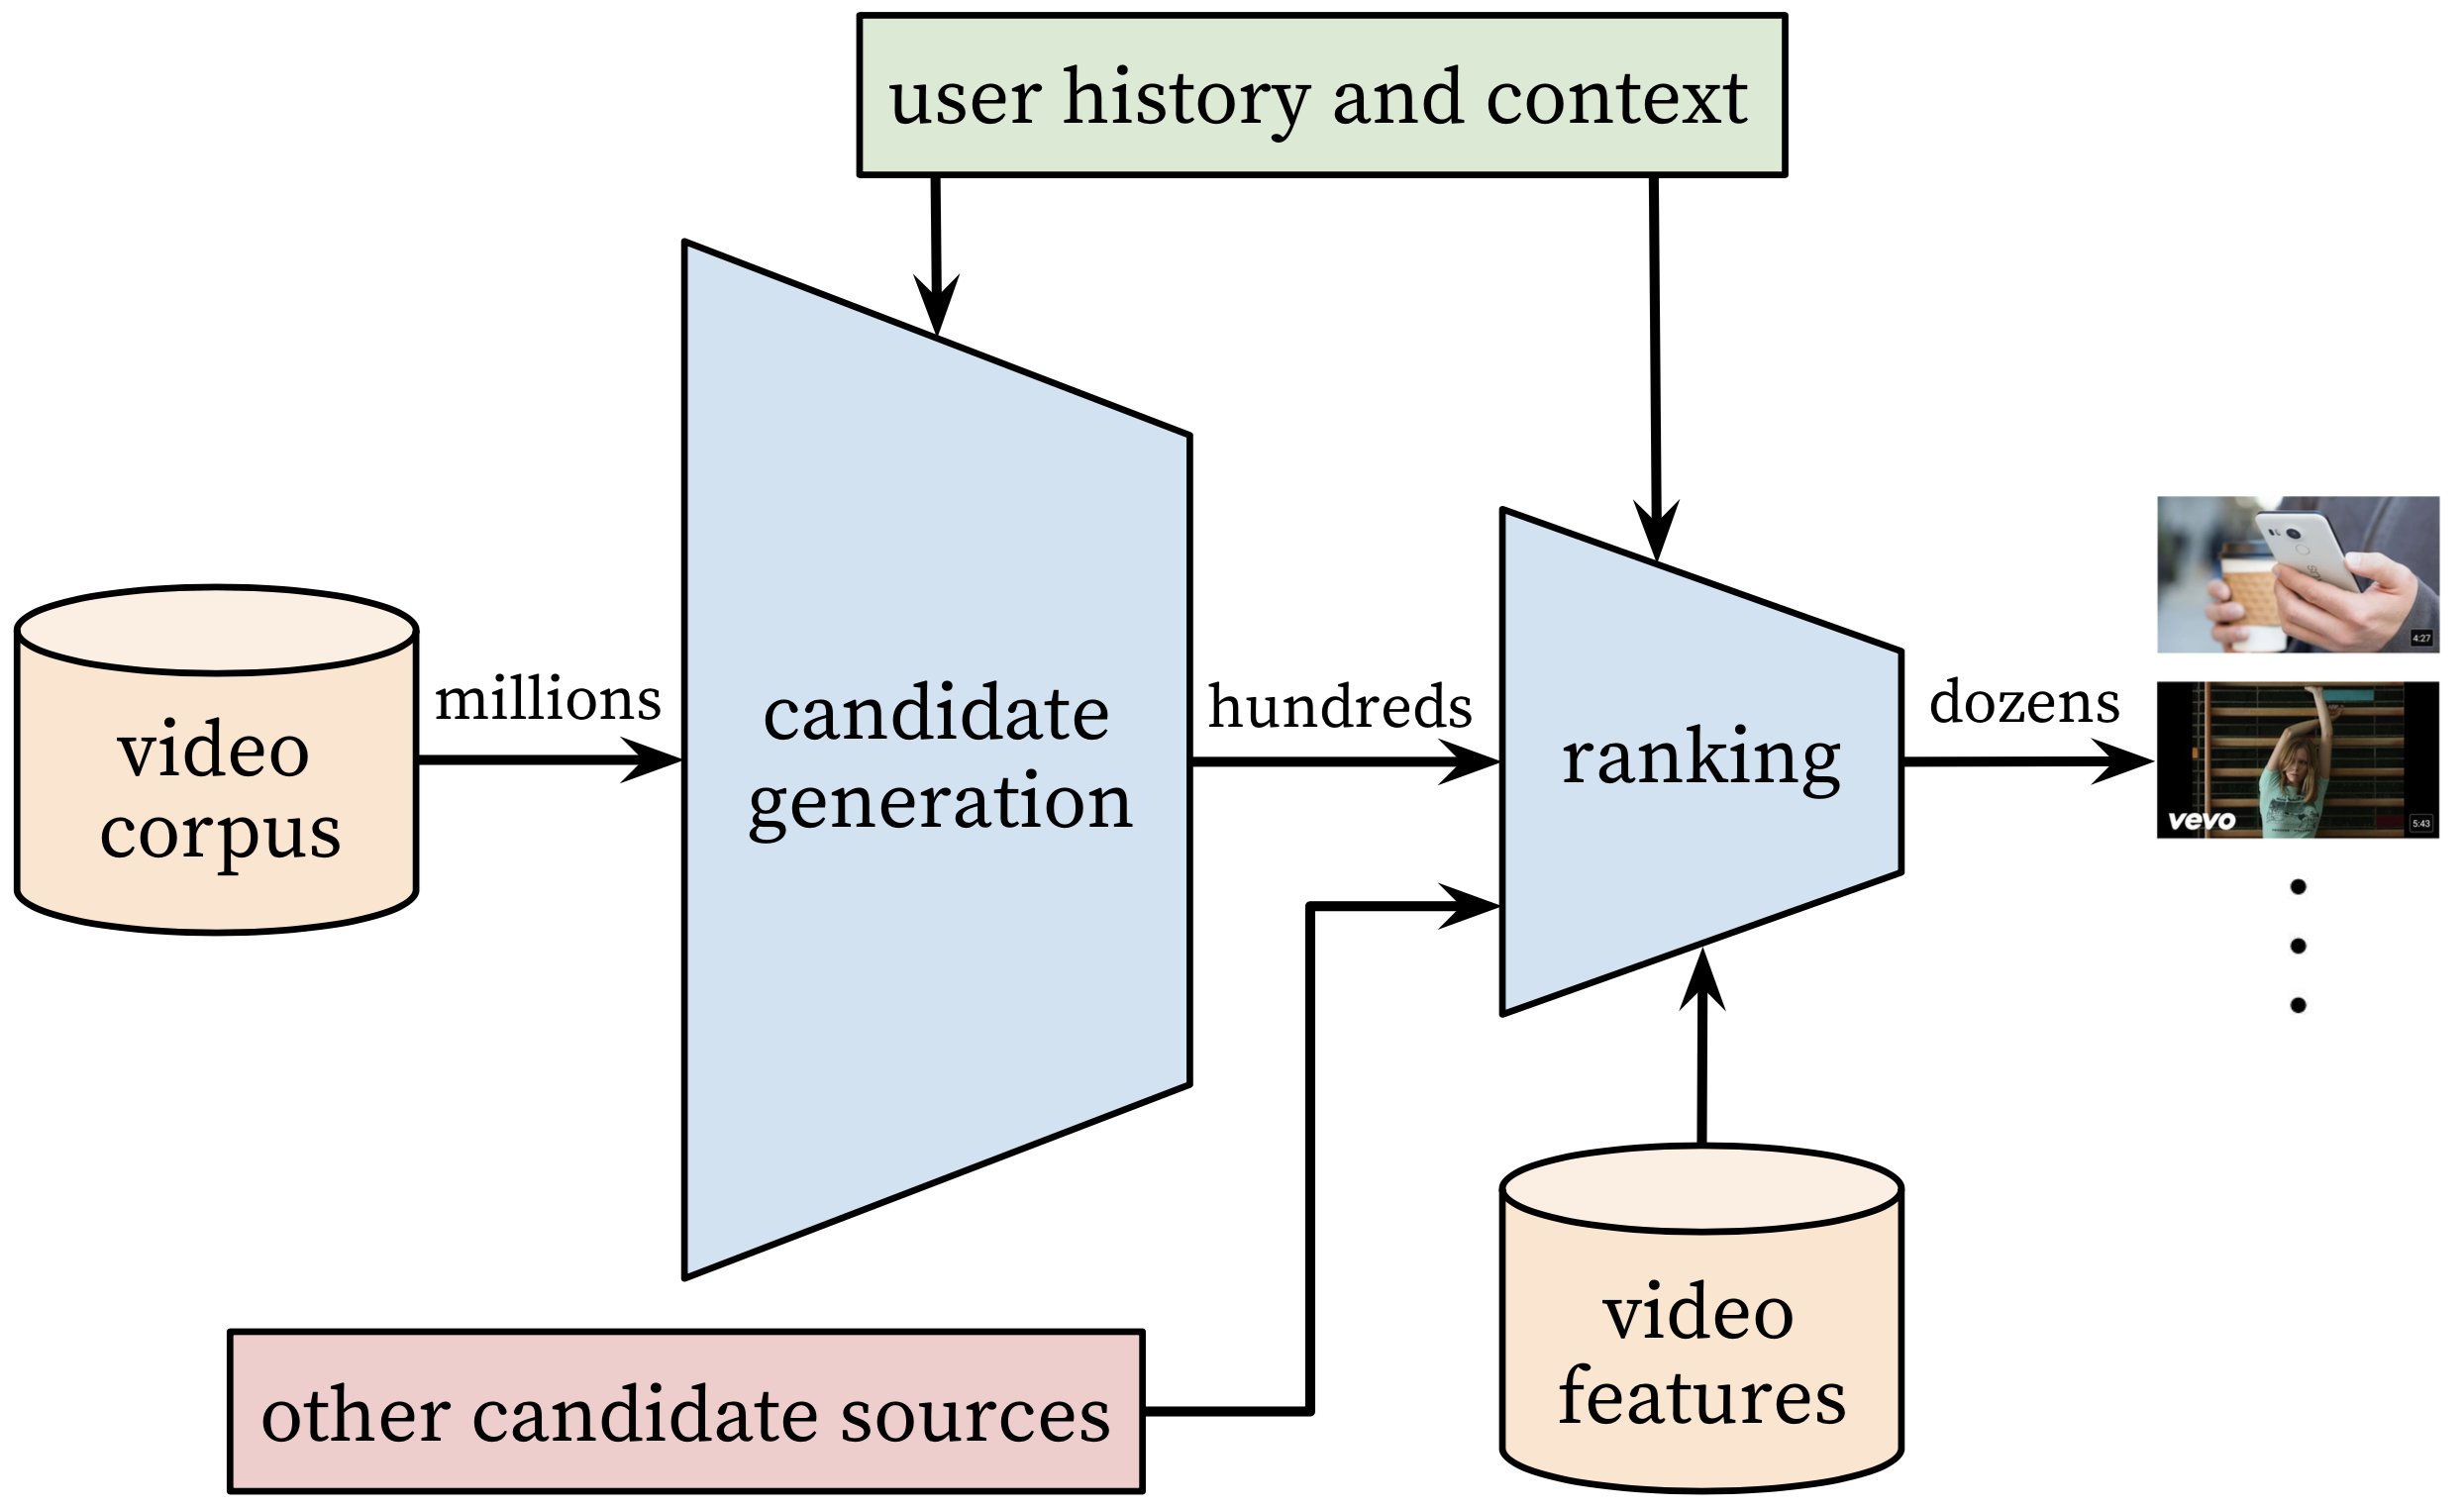 user history and context
video
corpus
millions
candidate
generation
hundreds
ranking
dozens
4:27
vevo
5:43
other candidate sources
video
features